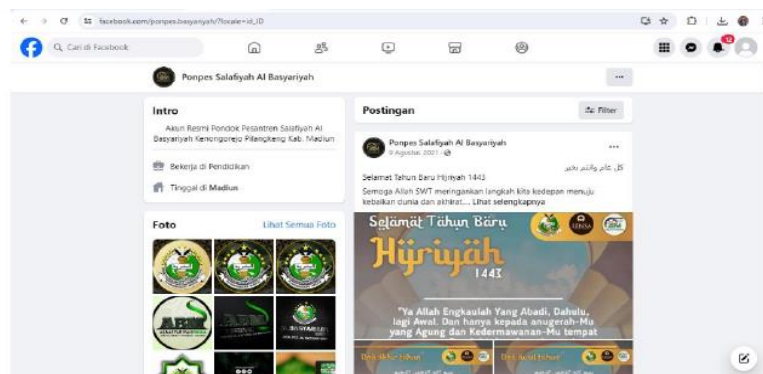 facebook.com/ponpes.basyariyah/?locale=id_ID
Cari di Facebook
12
Ponpes Salafiyah Al Basyariyah
Intro
Akun Resmi Pondok Pesantren Salafiyah Al
Basyariyah Kenongorejo Pilangkeng Kab. Madiun
Bekerja di Pendidikan
Tinggal di Madiun
Foto
Lihat Semua Foto
ABM
ABM
Postingan
Filter
Ponpes Salafiyah Al Basyariyah
9 Agustus 2021
كل عام وانتم بخير
Selamat Tahun Baru Hijriyah 1443
Semoga Allah SWT meringankan langkah kita kedepan menuju
kebaikan dunia dan akhirat... Lihat selengkapnya
Selamat Tahun Baru
Hijriyah
1443
"Ya Allah Engkaulah Yang Abadi, Dahulu,
lagi Awal. Dan hanya kepada anugerah-Mu
yang Agung dan Kedermawanan-Mu tempat